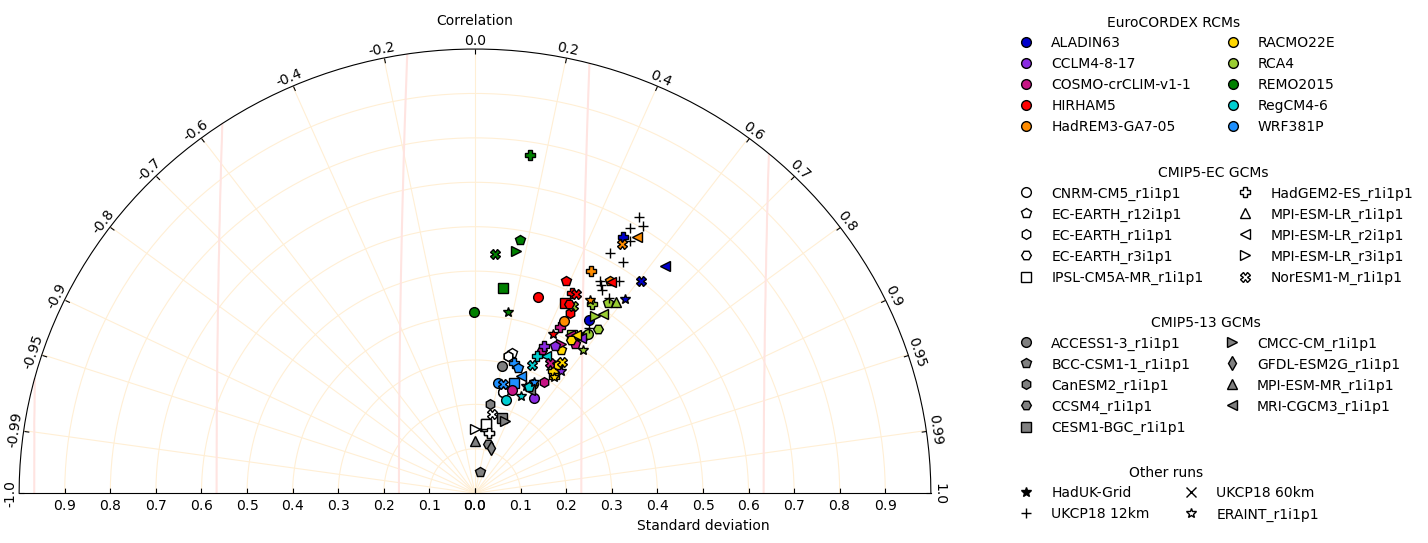 Correlation
0.0
-0.2
0.2
-0.4
0.4
-0.6
0.6
-0.7
0.7
-0.8
0.8
-0.9
0.9
-0.95
0.95
-0.99
0.99
-1.0
1.0
0.9 0.8 0.7 0.6 0.5 0.4 0.3 0.2 0.1 0.0 0.1 0.2 0.3 0.4 0.5 0.6 0.7 0.8 0.9
Standard deviation
EuroCORDEX RCMs
ALADIN63 RACMO22E
CCLM4-8-17 RCA4
COSMO-crCLIM-v1-1 REMO2015
HIRHAM5 RegCM4-6
HadREM3-GA7-05 WRF381P
CMIP5-EC GCMs
CNRM-CM5_r1i1p1 HadGEM2-ES_r1i1p1
EC-EARTH_r12i1p1 MPI-ESM-LR_r1i1p1
EC-EARTH_r1i1p1 MPI-ESM-LR_r2i1p1
EC-EARTH_r3i1p1 MPI-ESM-LR_r3i1p1
IPSL-CM5A-MR_r1i1p1 NorESM1-M_r1i1p1
CMIP5-13 GCMs
ACCESS1-3_r1i1p1 CMCC-CM_r1i1p1
BCC-CSM1-1_r1i1p1 GFDL-ESM2G_r1i1p1
CanESM2_r1i1p1 MPI-ESM-MR_r1i1p1
CCSM4_r1i1p1 MRI-CGCM3_r1i1p1
CESM1-BGC_r1i1p1
Other runs
HadUK-Grid UKCP18 60km
UKCP18 12km ERAINT_r1i1p1